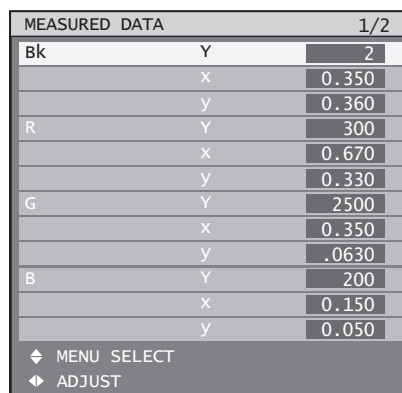 MEASURED DATA 1/2
Bk Y 2
x 0.350
y 0.360
R Y 300
x 0.670
y 0.330
G Y 2500
x 0.350
y .0630
B Y 200
x 0.150
y 0.050
MENU SELECT
ADJUST